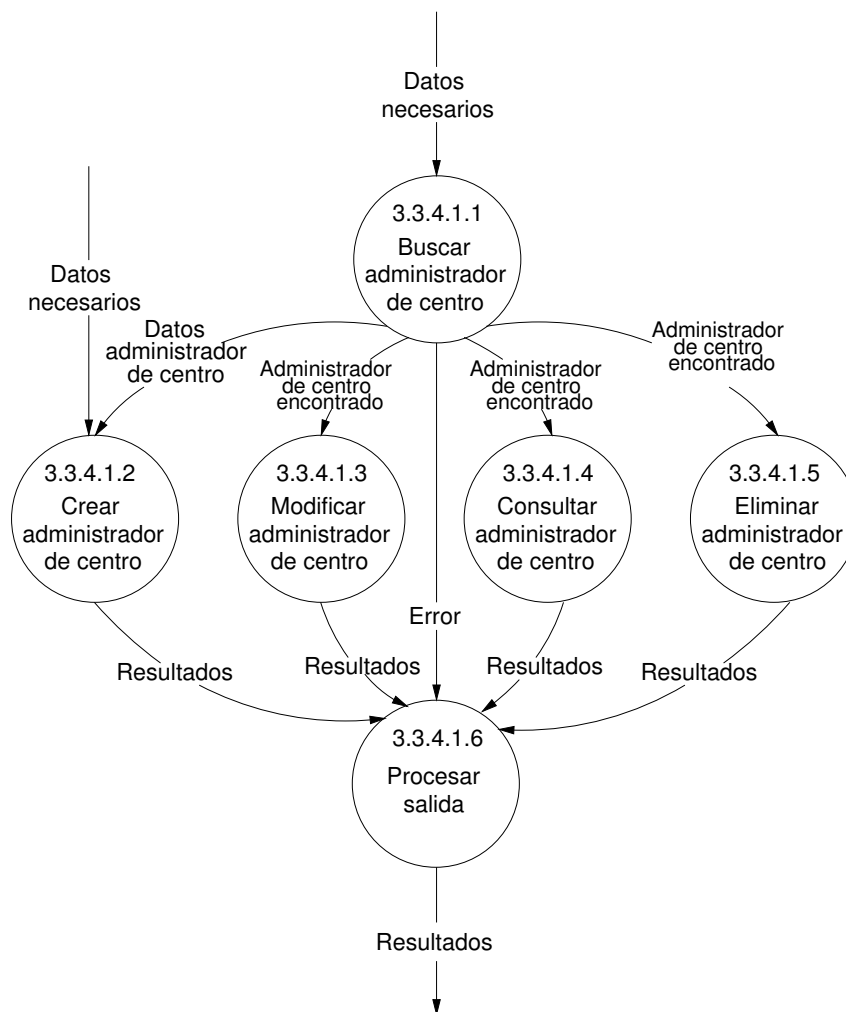 Datos
necesarios
3.3.4.1.1
Buscar
administrador
de centro
Datos
necesarios
Datos
administrador
de centro
Administrador
de centro
encontrado
Administrador
de centro
encontrado
Administrador
de centro
encontrado
3.3.4.1.2
Crear
administrador
de centro
3.3.4.1.3
Modificar
administrador
de centro
3.3.4.1.4
Consultar
administrador
de centro
3.3.4.1.5
Eliminar
administrador
de centro
Error
Resultados
Resultados
Resultados
Resultados
3.3.4.1.6
Procesar
salida
Resultados